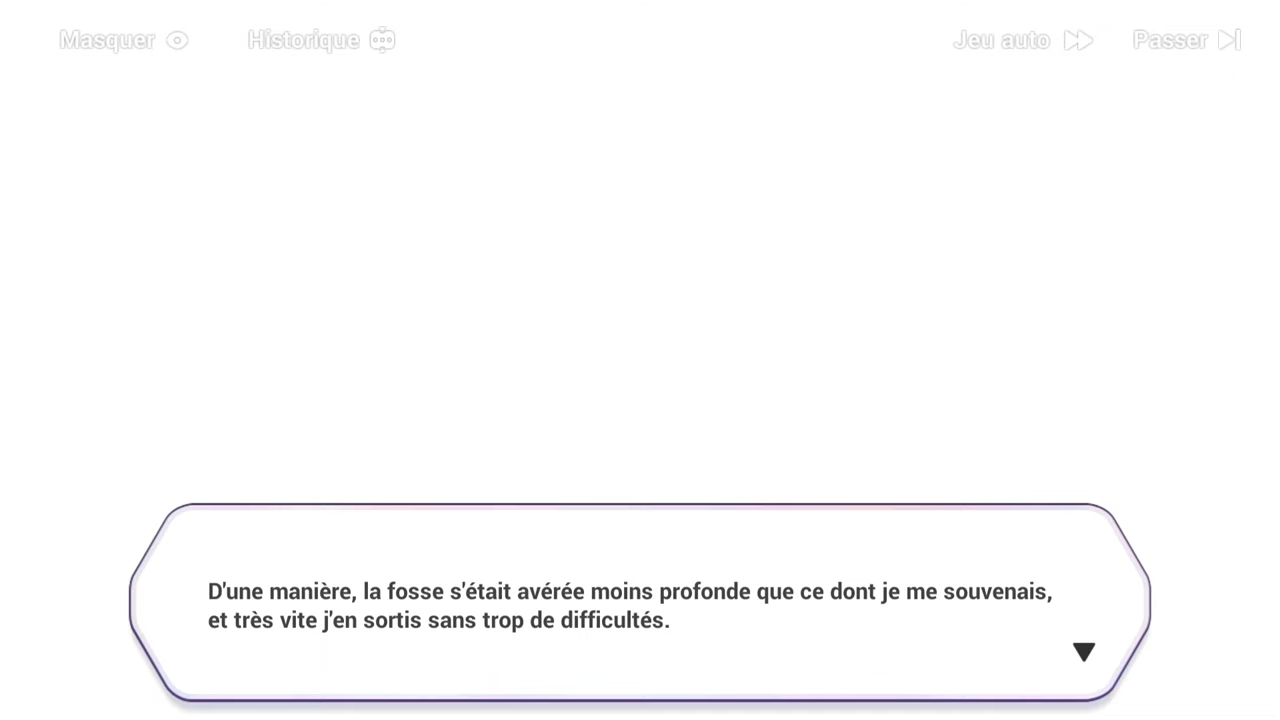 Masquer
Historique
Jeu auto
Passer
D'une manière, la fosse s'était avérée moins profonde que ce dont je me souvenais,
et très vite j'en sortis sans trop de difficultés.